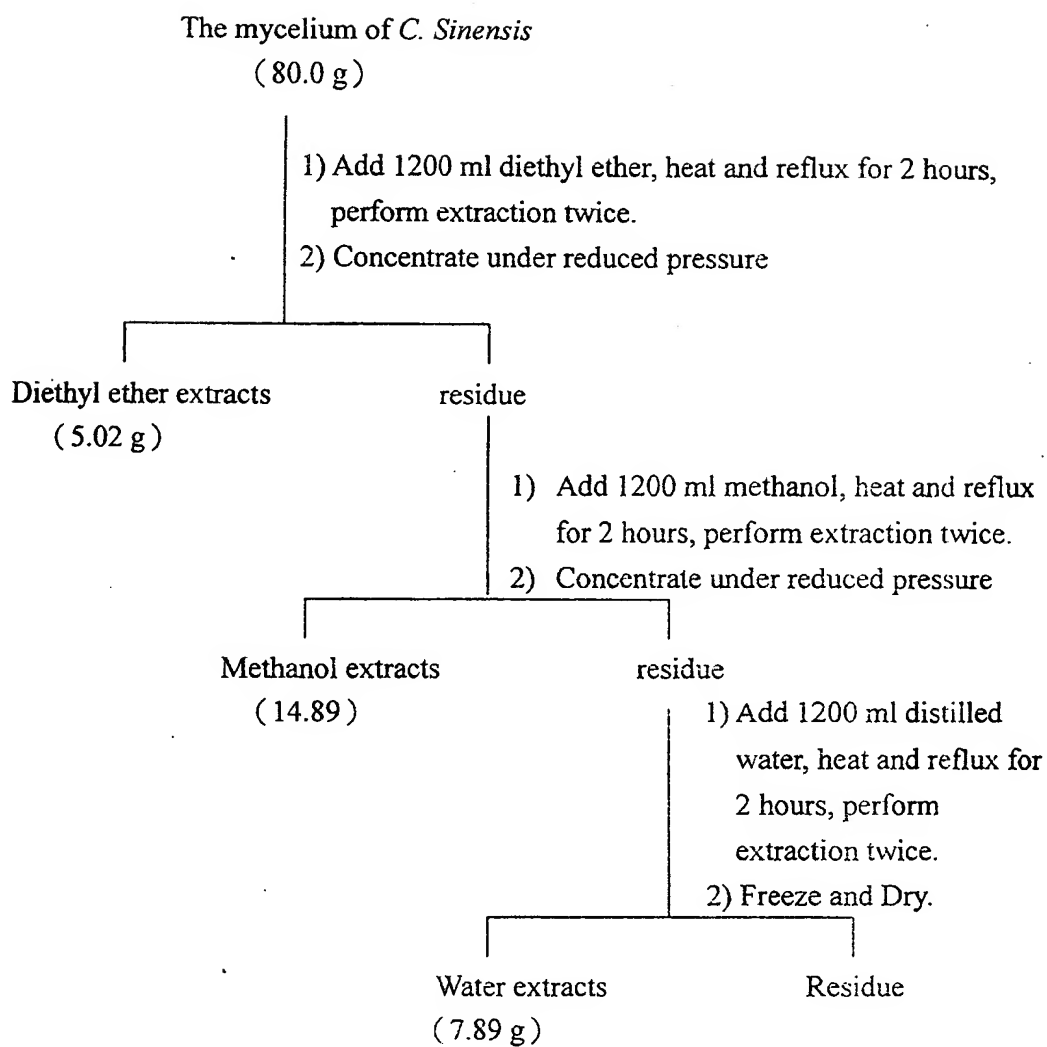 The mycelium of C. Sinensis
(80.0 g)
1) Add 1200 ml diethyl ether, heat and reflux for 2 hours,
perform extraction twice.
2) Concentrate under reduced pressure
Diethyl ether extracts
(5.02 g)
residue
1) Add 1200 ml methanol, heat and reflux
for 2 hours, perform extraction twice.
2) Concentrate under reduced pressure
Methanol extracts
(14.89)
residue
1) Add 1200 ml distilled
water, heat and reflux for
2 hours, perform
extraction twice.
2) Freeze and Dry.
Water extracts
(7.89 g)
Residue